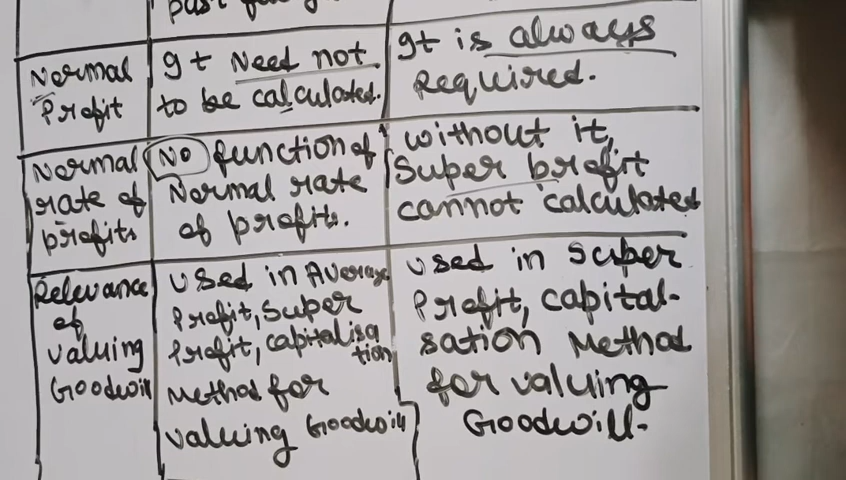 Normal
Profit
It Need not
to be calculated.
It is always
Required.
Normal
rate of
profits
No function of
Normal rate
of profits.
without it,
Super profit
cannot calculated
Relevance
of
valuing
Goodwill
Used in Average
Profit, Super
Profit, capitalisa
tion
Method for
valuing Goodwill
Used in Super
Profit, capital-
sation Method
for valuing
Goodwill.